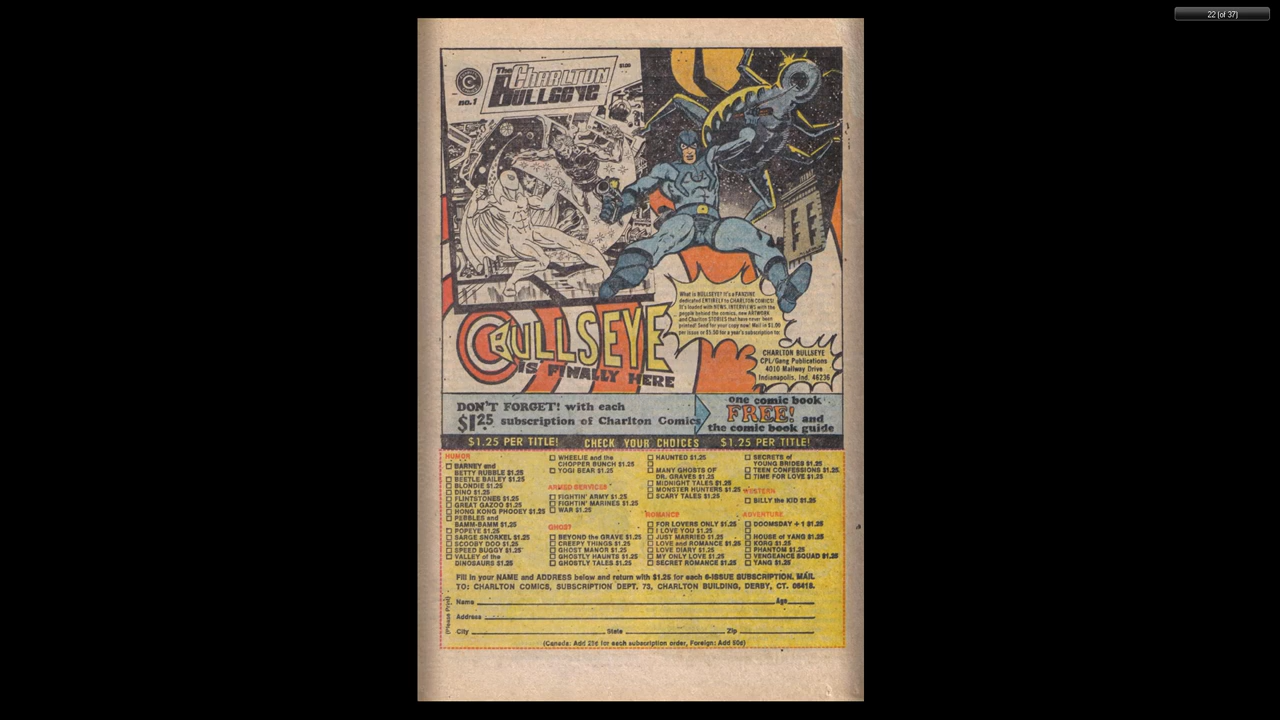 22 (of 37)
The CHARLTON
BULLSEYE
$1.00
C
no.1
What is BULLSEYE? It's a FANZINE
dedicated ENTIRELY to CHARLTON COMICS!
It's loaded with NEWS, INTERVIEWS with the
people behind the comics, new ARTWORK
and Charlton STORIES that have never been
printed! Send for your copy now! Mail in $1.00
per issue or $1.50 for a year's subscription to:
BULLSEYE
IS FINALLY HERE
CHARLTON BULLSEYE
CPL/Gang Publications
4010 Mallway Drive
Indianapolis, Ind. 46236
DON'T FORGET! with each
$1.25 subscription of Charlton Comics
one comic book
FREE! and
the comic book guide
$1.25 PER TITLE! CHECK YOUR CHOICES $1.25 PER TITLE!
HUMOR
BARNEY and
BETTY RUBBLE $1.25
BEETLE BAILEY $1.25
BLONDIE $1.25
DINO $1.25
FLINTSTONES $1.25
GREAT GAZOO $1.25
HONG KONG PHOOEY $1.25
PEBBLES and
BAMM-BAMM $1.25
POPEYE $1.25
SARGE SNORKEL $1.25
SCOOBY DOO $1.25
SPEED BUGGY $1.25
VALLEY of the
DINOSAURS $1.25
WHEELIE and the
CHOPPER BUNCH $1.25
YOGI BEAR $1.25
ARMED SERVICES
FIGHTIN' ARMY $1.25
FIGHTIN' MARINES $1.25
WAR $1.25
GHOST
BEYOND the GRAVE $1.25
CREEPY THINGS $1.25
GHOST MANOR $1.25
GHOSTLY HAUNTS $1.25
GHOSTLY TALES $1.25
HAUNTED $1.25
MANY GHOSTS OF
DR. GRAVES $1.25
MIDNIGHT TALES $1.25
MONSTER HUNTERS $1.25
SCARY TALES $1.25
ROMANCE
FOR LOVERS ONLY $1.25
I LOVE YOU $1.25
JUST MARRIED $1.25
LOVE and ROMANCE $1.25
LOVE DIARY $1.25
MY ONLY LOVE $1.25
SECRET ROMANCE $1.25
SECRETS of
YOUNG BRIDES $1.25
TEEN CONFESSIONS $1.25
TIME FOR LOVE $1.25
WESTERN
BILLY the KID $1.25
ADVENTURE
DOOMSDAY + 1 $1.25
HOUSE of YANG $1.25
KORG $1.25
PHANTOM $1.25
VENGEANCE SQUAD $1.25
YANG $1.25
Fill in your NAME and ADDRESS below and return with $1.25 for each 6-ISSUE SUBSCRIPTION. MAIL
TO: CHARLTON COMICS, SUBSCRIPTION DEPT. 73, CHARLTON BUILDING, DERBY, CT. 06418.
(Please Print)
Name Age
Address
City State Zip
(Canada: Add 25¢ for each subscription order, Foreign: Add 50¢)